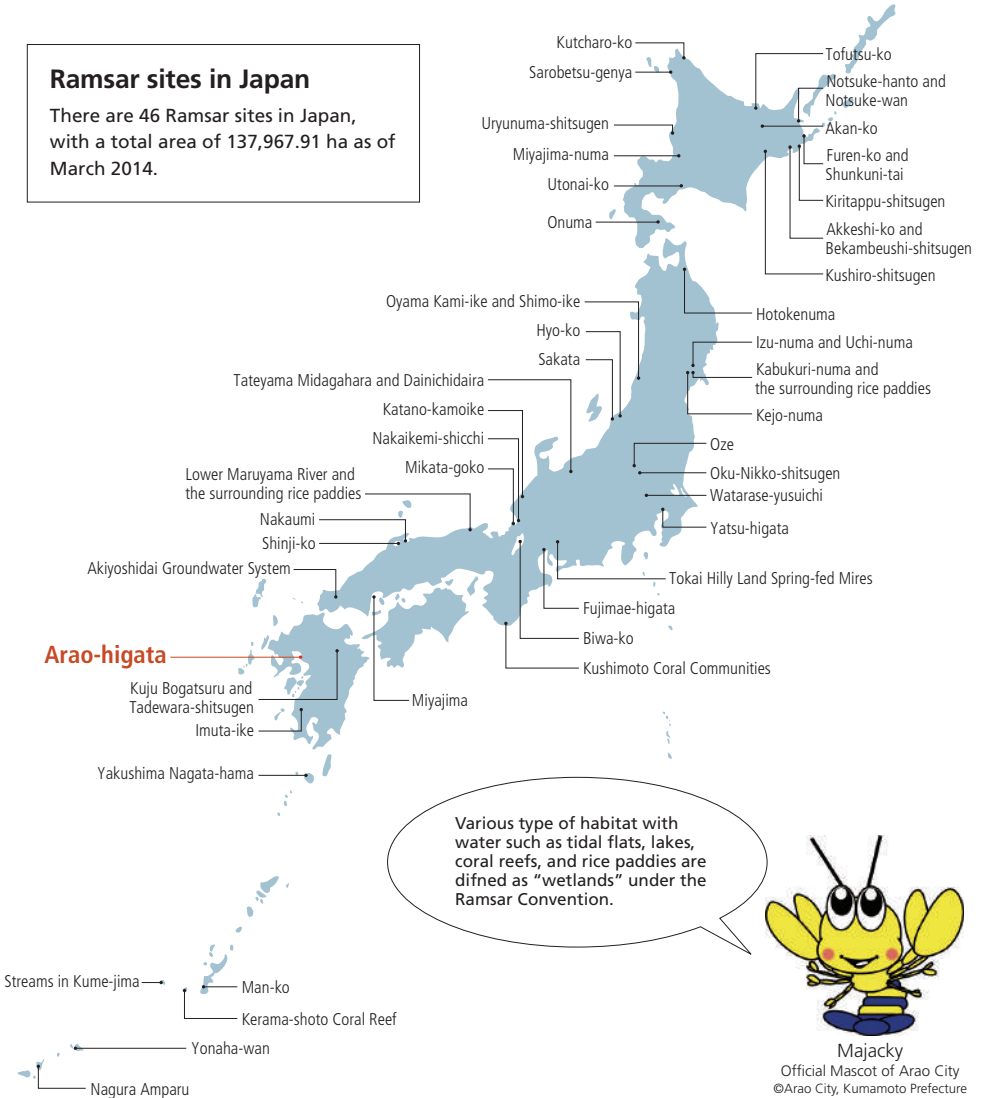 Ramsar sites in Japan
There are 46 Ramsar sites in Japan,
with a total area of 137,967.91 ha as of
March 2014.
Kutcharo-ko
Sarobetsu-genya
Uryunuma-shitsugen
Miyajima-numa
Utonai-ko
Onuma
Tofutsu-ko
Notsuke-hanto and
Notsuke-wan
Akan-ko
Furen-ko and
Shunkuni-tai
Kiritappu-shitsugen
Akkeshi-ko and
Bekambeushi-shitsugen
Kushiro-shitsugen
Oyama Kami-ike and Shimo-ike
Hyo-ko
Sakata
Tateyama Midagahara and Dainichidaira
Katano-kamoike
Nakaikemi-shicchi
Mikata-goko
Lower Maruyama River and
the surrounding rice paddies
Nakaumi
Shinji-ko
Akiyoshidai Groundwater System
Hotokenuma
Izu-numa and Uchi-numa
Kabukuri-numa and
the surrounding rice paddies
Kejo-numa
Oze
Oku-Nikko-shitsugen
Watarase-yusuichi
Yatsu-higata
Tokai Hilly Land Spring-fed Mires
Fujimae-higata
Biwa-ko
Kushimoto Coral Communities
Arao-higata
Kuju Bogatsuru and
Tadewara-shitsugen
Imuta-ike
Miyajima
Yakushima Nagata-hama
Various type of habitat with
water such as tidal flats, lakes,
coral reefs, and rice paddies are
difned as “wetlands” under the
Ramsar Convention.
Streams in Kume-jima
Man-ko
Kerama-shoto Coral Reef
Yonaha-wan
Nagura Amparu
Majacky
Official Mascot of Arao City
©Arao City, Kumamoto Prefecture